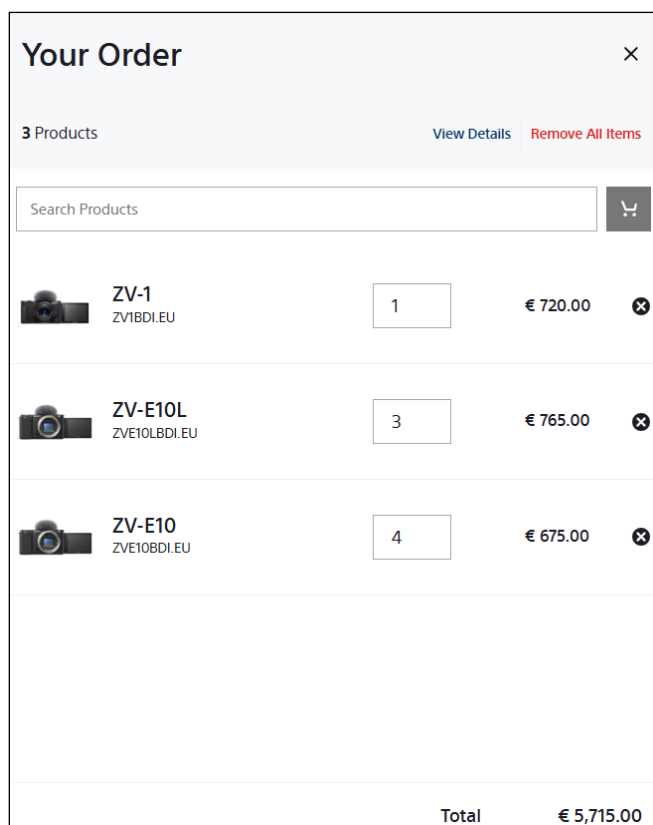 Your Order
3 Products
View Details
Remove All Items
Search Products
ZV-1
ZV1BDI.EU
1
€ 720.00
ZV-E10L
ZVE10LBDI.EU
3
€ 765.00
ZV-E10
ZVE10BDI.EU
4
€ 675.00
Total € 5,715.00